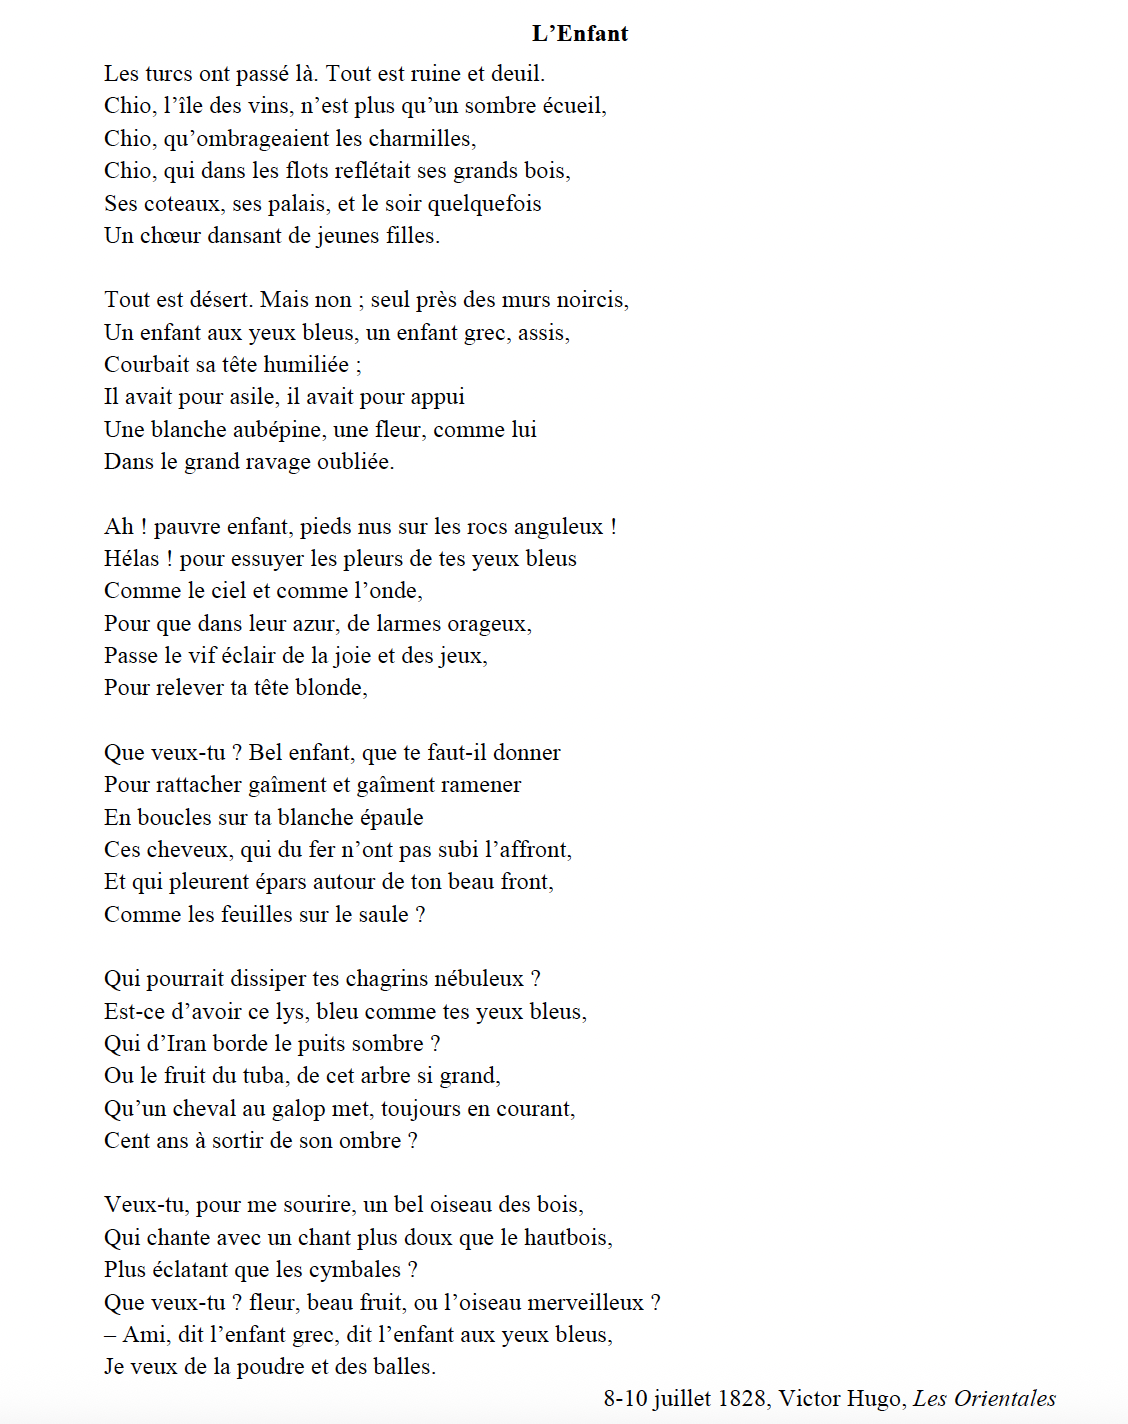 L’Enfant
Les turcs ont passé là. Tout est ruine et deuil.
Chio, l’île des vins, n’est plus qu’un sombre écueil,
Chio, qu’ombrageaient les charmilles,
Chio, qui dans les flots reflétait ses grands bois,
Ses coteaux, ses palais, et le soir quelquefois
Un chœur dansant de jeunes filles.

Tout est désert. Mais non ; seul près des murs noircis,
Un enfant aux yeux bleus, un enfant grec, assis,
Courbait sa tête humiliée ;
Il avait pour asile, il avait pour appui
Une blanche aubépine, une fleur, comme lui
Dans le grand ravage oubliée.

Ah ! pauvre enfant, pieds nus sur les rocs anguleux !
Hélas ! pour essuyer les pleurs de tes yeux bleus
Comme le ciel et comme l’onde,
Pour que dans leur azur, de larmes orageux,
Passe le vif éclair de la joie et des jeux,
Pour relever ta tête blonde,

Que veux-tu ? Bel enfant, que te faut-il donner
Pour rattacher gaîment et gaîment ramener
En boucles sur ta blanche épaule
Ces cheveux, qui du fer n’ont pas subi l’affront,
Et qui pleurent épars autour de ton beau front,
Comme les feuilles sur le saule ?

Qui pourrait dissiper tes chagrins nébuleux ?
Est-ce d’avoir ce lys, bleu comme tes yeux bleus,
Qui d’Iran borde le puits sombre ?
Ou le fruit du tuba, de cet arbre si grand,
Qu’un cheval au galop met, toujours en courant,
Cent ans à sortir de son ombre ?

Veux-tu, pour me sourire, un bel oiseau des bois,
Qui chante avec un chant plus doux que le hautbois,
Plus éclatant que les cymbales ?
Que veux-tu ? fleur, beau fruit, ou l’oiseau merveilleux ?
– Ami, dit l’enfant grec, dit l’enfant aux yeux bleus,
Je veux de la poudre et des balles.
8-10 juillet 1828, Victor Hugo, Les Orientales